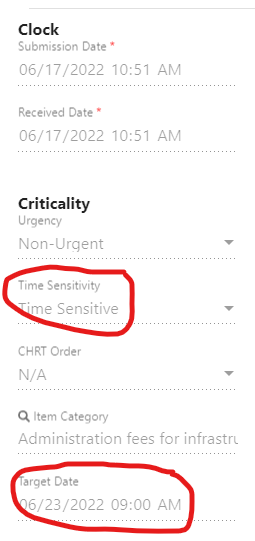 Clock
Submission Date *
06/17/2022 10:51 AM
Received Date *
06/17/2022 10:51 AM
Criticality
Urgency
Non-Urgent
Time Sensitivity
Time Sensitive
CHRT Order
N/A
Item Category
Administration fees for infrastru
Target Date
06/23/2022 09:00 AM